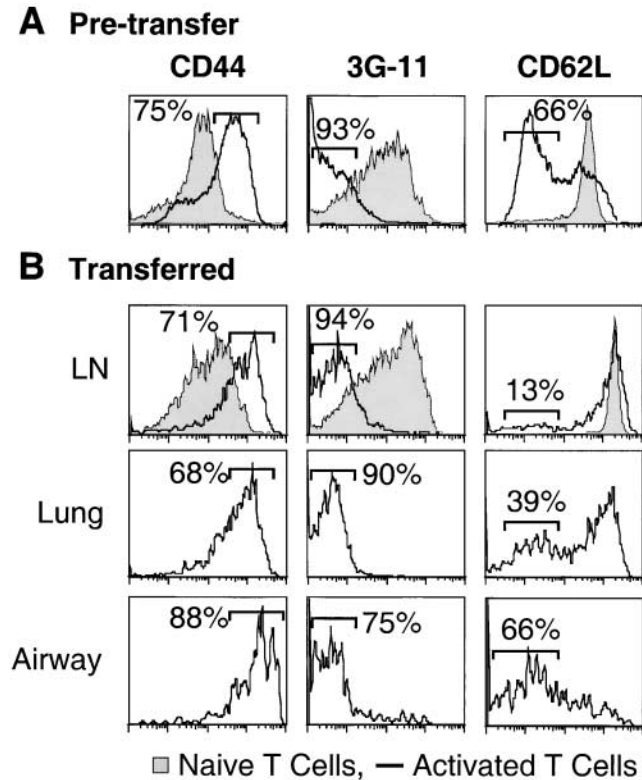 A Pre-transfer
CD44 3G-11 CD62L
75% 93% 66%
B Transferred
LN 71% 94% 13%
Lung 68% 90% 39%
Airway 88% 75% 66%
Naive T Cells, Activated T Cells